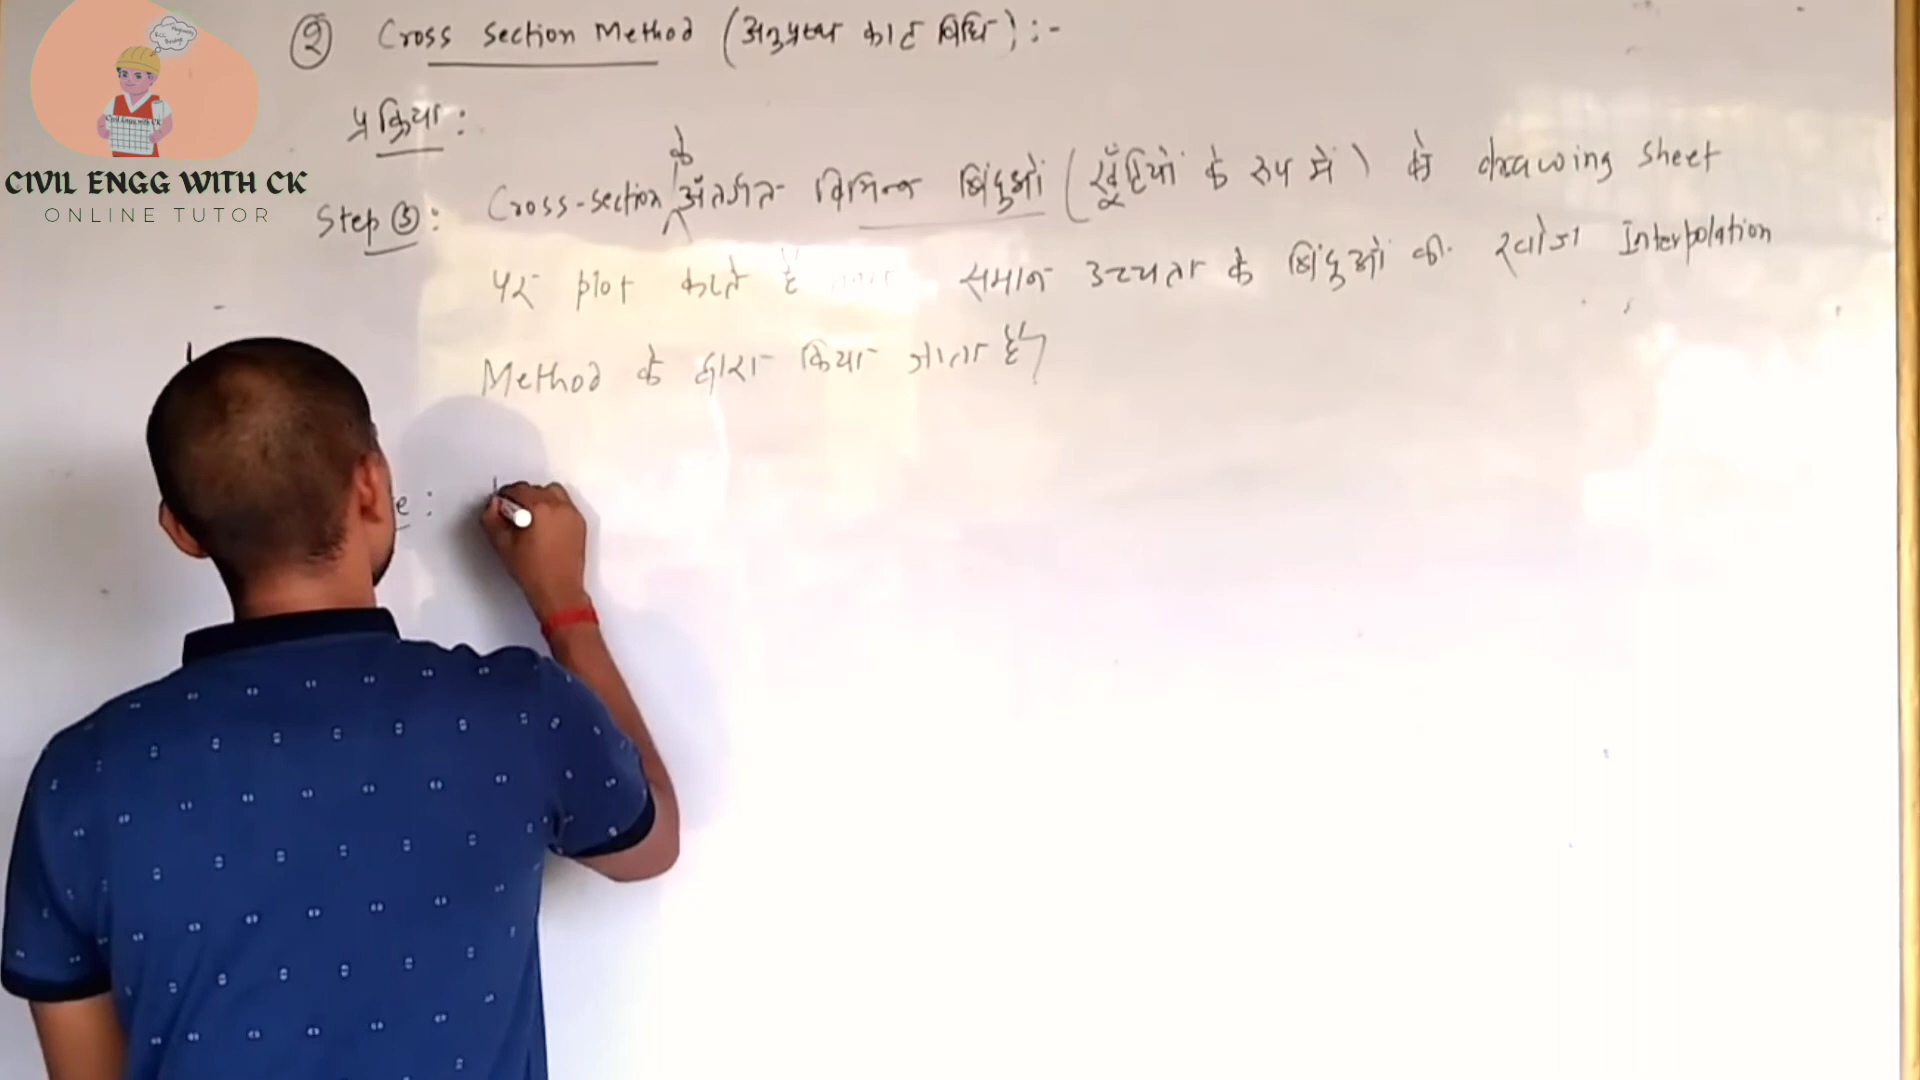 ② Cross Section Method (अनुप्रस्थ काट विधि) :-
प्रक्रिया :
Step ③ : Cross-section के अंतर्गत विभिन्न बिंदुओं (खूँटियों के रूप में) को drawing sheet
पर plot करते हैं समान उच्चता के बिंदुओं की खोज Interpolation
Method के द्वारा किया जाता है।
e :
CIVIL ENGG WITH CK
ONLINE TUTOR